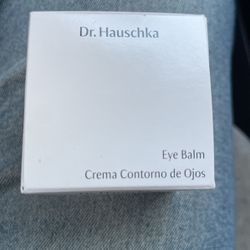 Dr. Hauschka
Eye Balm
Crema Contorno de Ojos